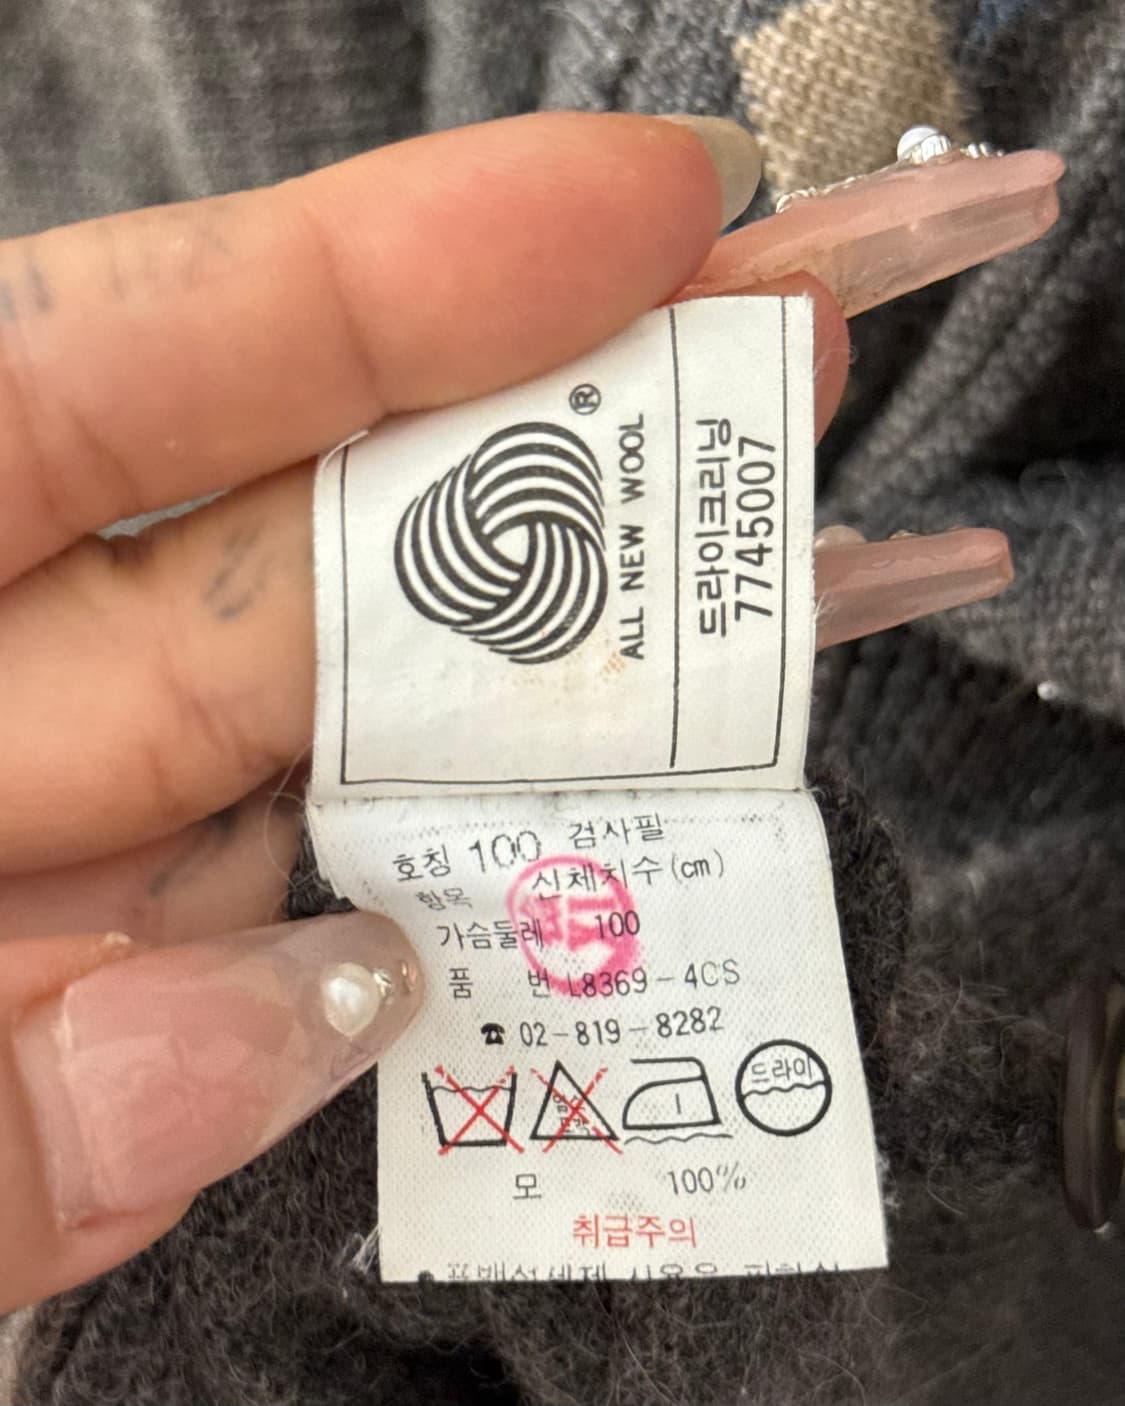 ®
ALL NEW WOOL
드라이크리닝
7745007
호칭 100 검사필
항목 신체치수(cm)
가슴둘레 100
품 번 L8369-4CS
☎ 02-819-8282
드라이
모 100%
취급주의